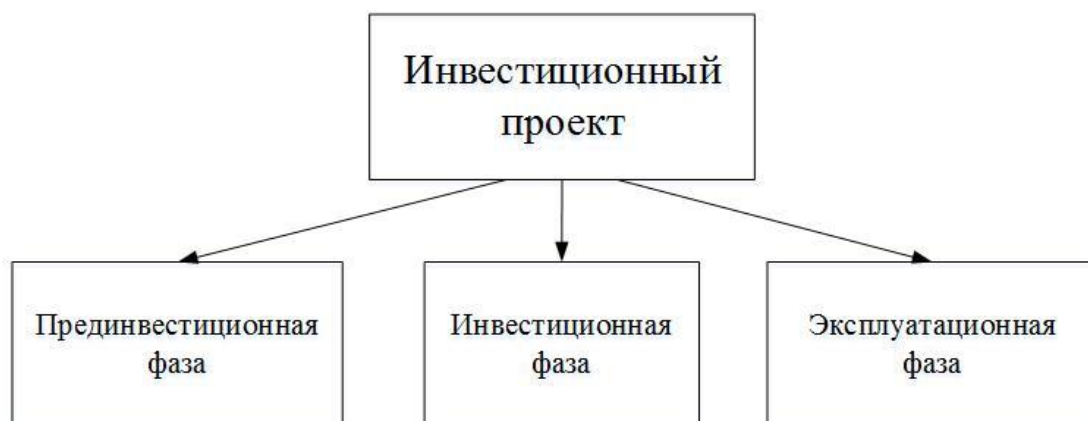 Инвестиционный
проект
Прединвестиционная
фаза
Инвестиционная
фаза
Эксплуатационная
фаза